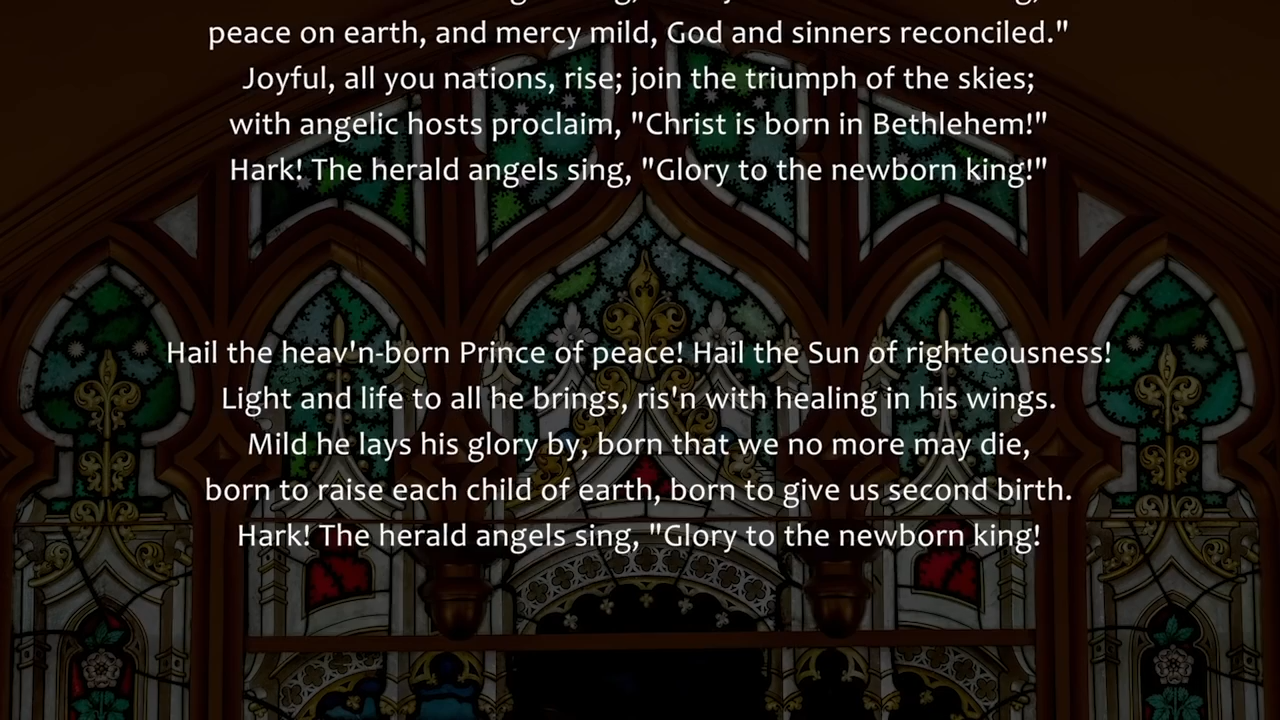 peace on earth, and mercy mild, God and sinners reconciled."
Joyful, all you nations, rise; join the triumph of the skies;
with angelic hosts proclaim, "Christ is born in Bethlehem!"
Hark! The herald angels sing, "Glory to the newborn king!"
Hail the heav'n-born Prince of peace! Hail the Sun of righteousness!
Light and life to all he brings, ris'n with healing in his wings.
Mild he lays his glory by, born that we no more may die,
born to raise each child of earth, born to give us second birth.
Hark! The herald angels sing, "Glory to the newborn king!